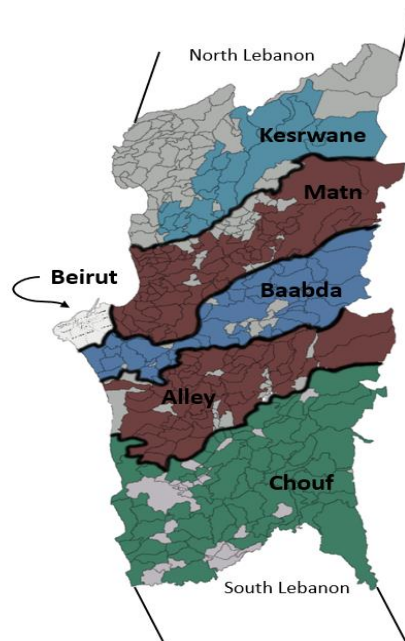 North Lebanon
Kesrwane
Matn
Beirut
Baabda
Alley
Chouf
South Lebanon